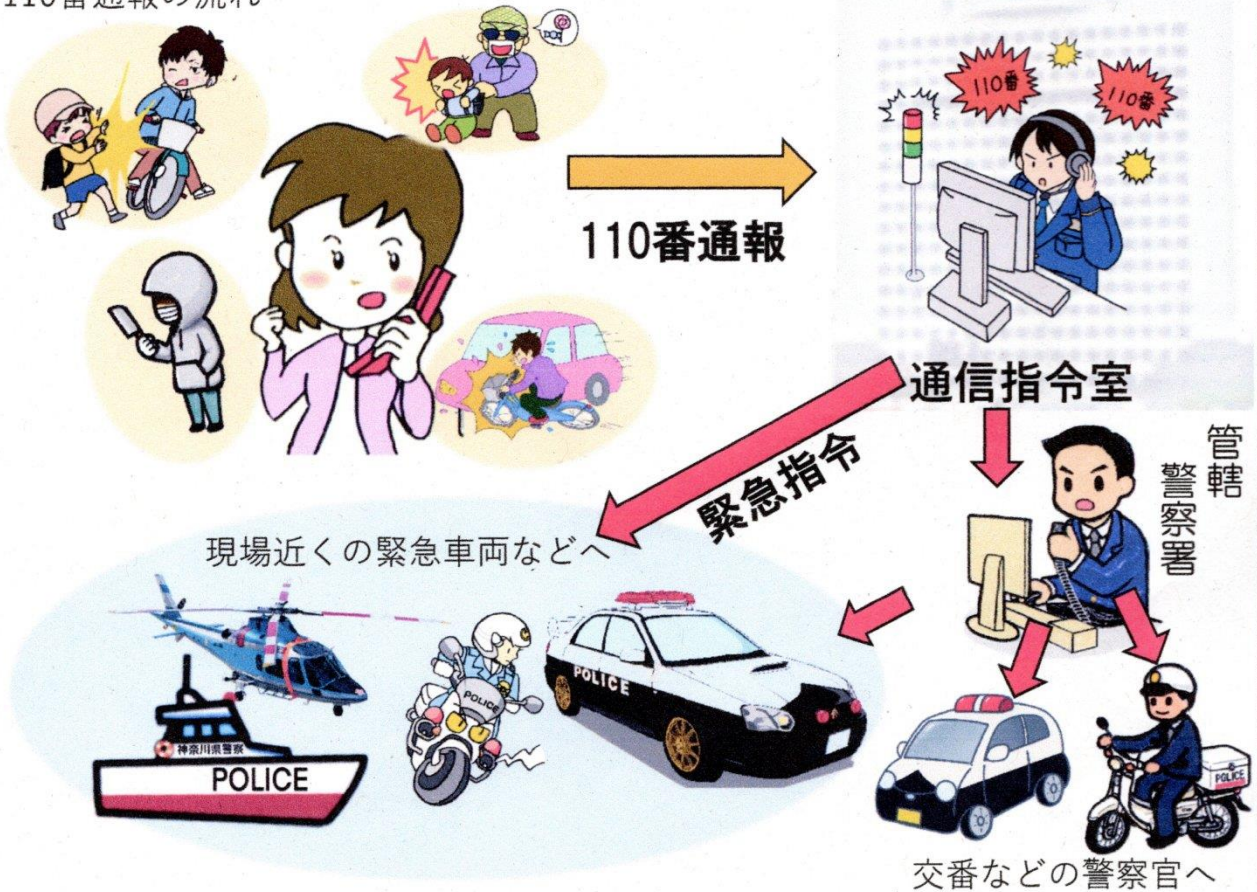 110番通報の流れ
110番
110番
110番通報
通信指令室
緊急指令
管轄
警察署
現場近くの緊急車両などへ
POLICE
POLICE
神奈川県警察
POLICE
POLICE
交番などの警察官へ